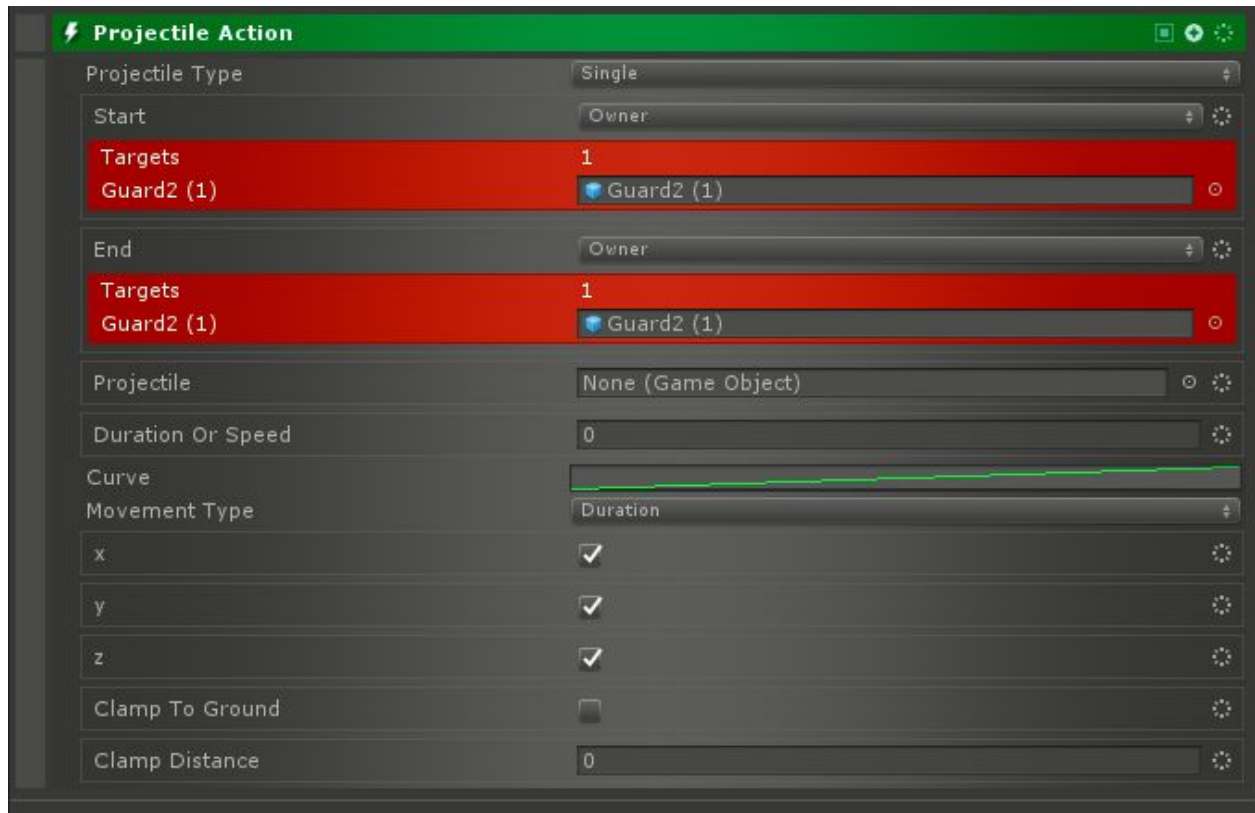 Projectile Action
Projectile Type Single
Start Owner
Targets 1
Guard2 (1) Guard2 (1)
End Owner
Targets 1
Guard2 (1) Guard2 (1)
Projectile None (Game Object)
Duration Or Speed 0
Curve
Movement Type Duration
x
y
z
Clamp To Ground
Clamp Distance 0